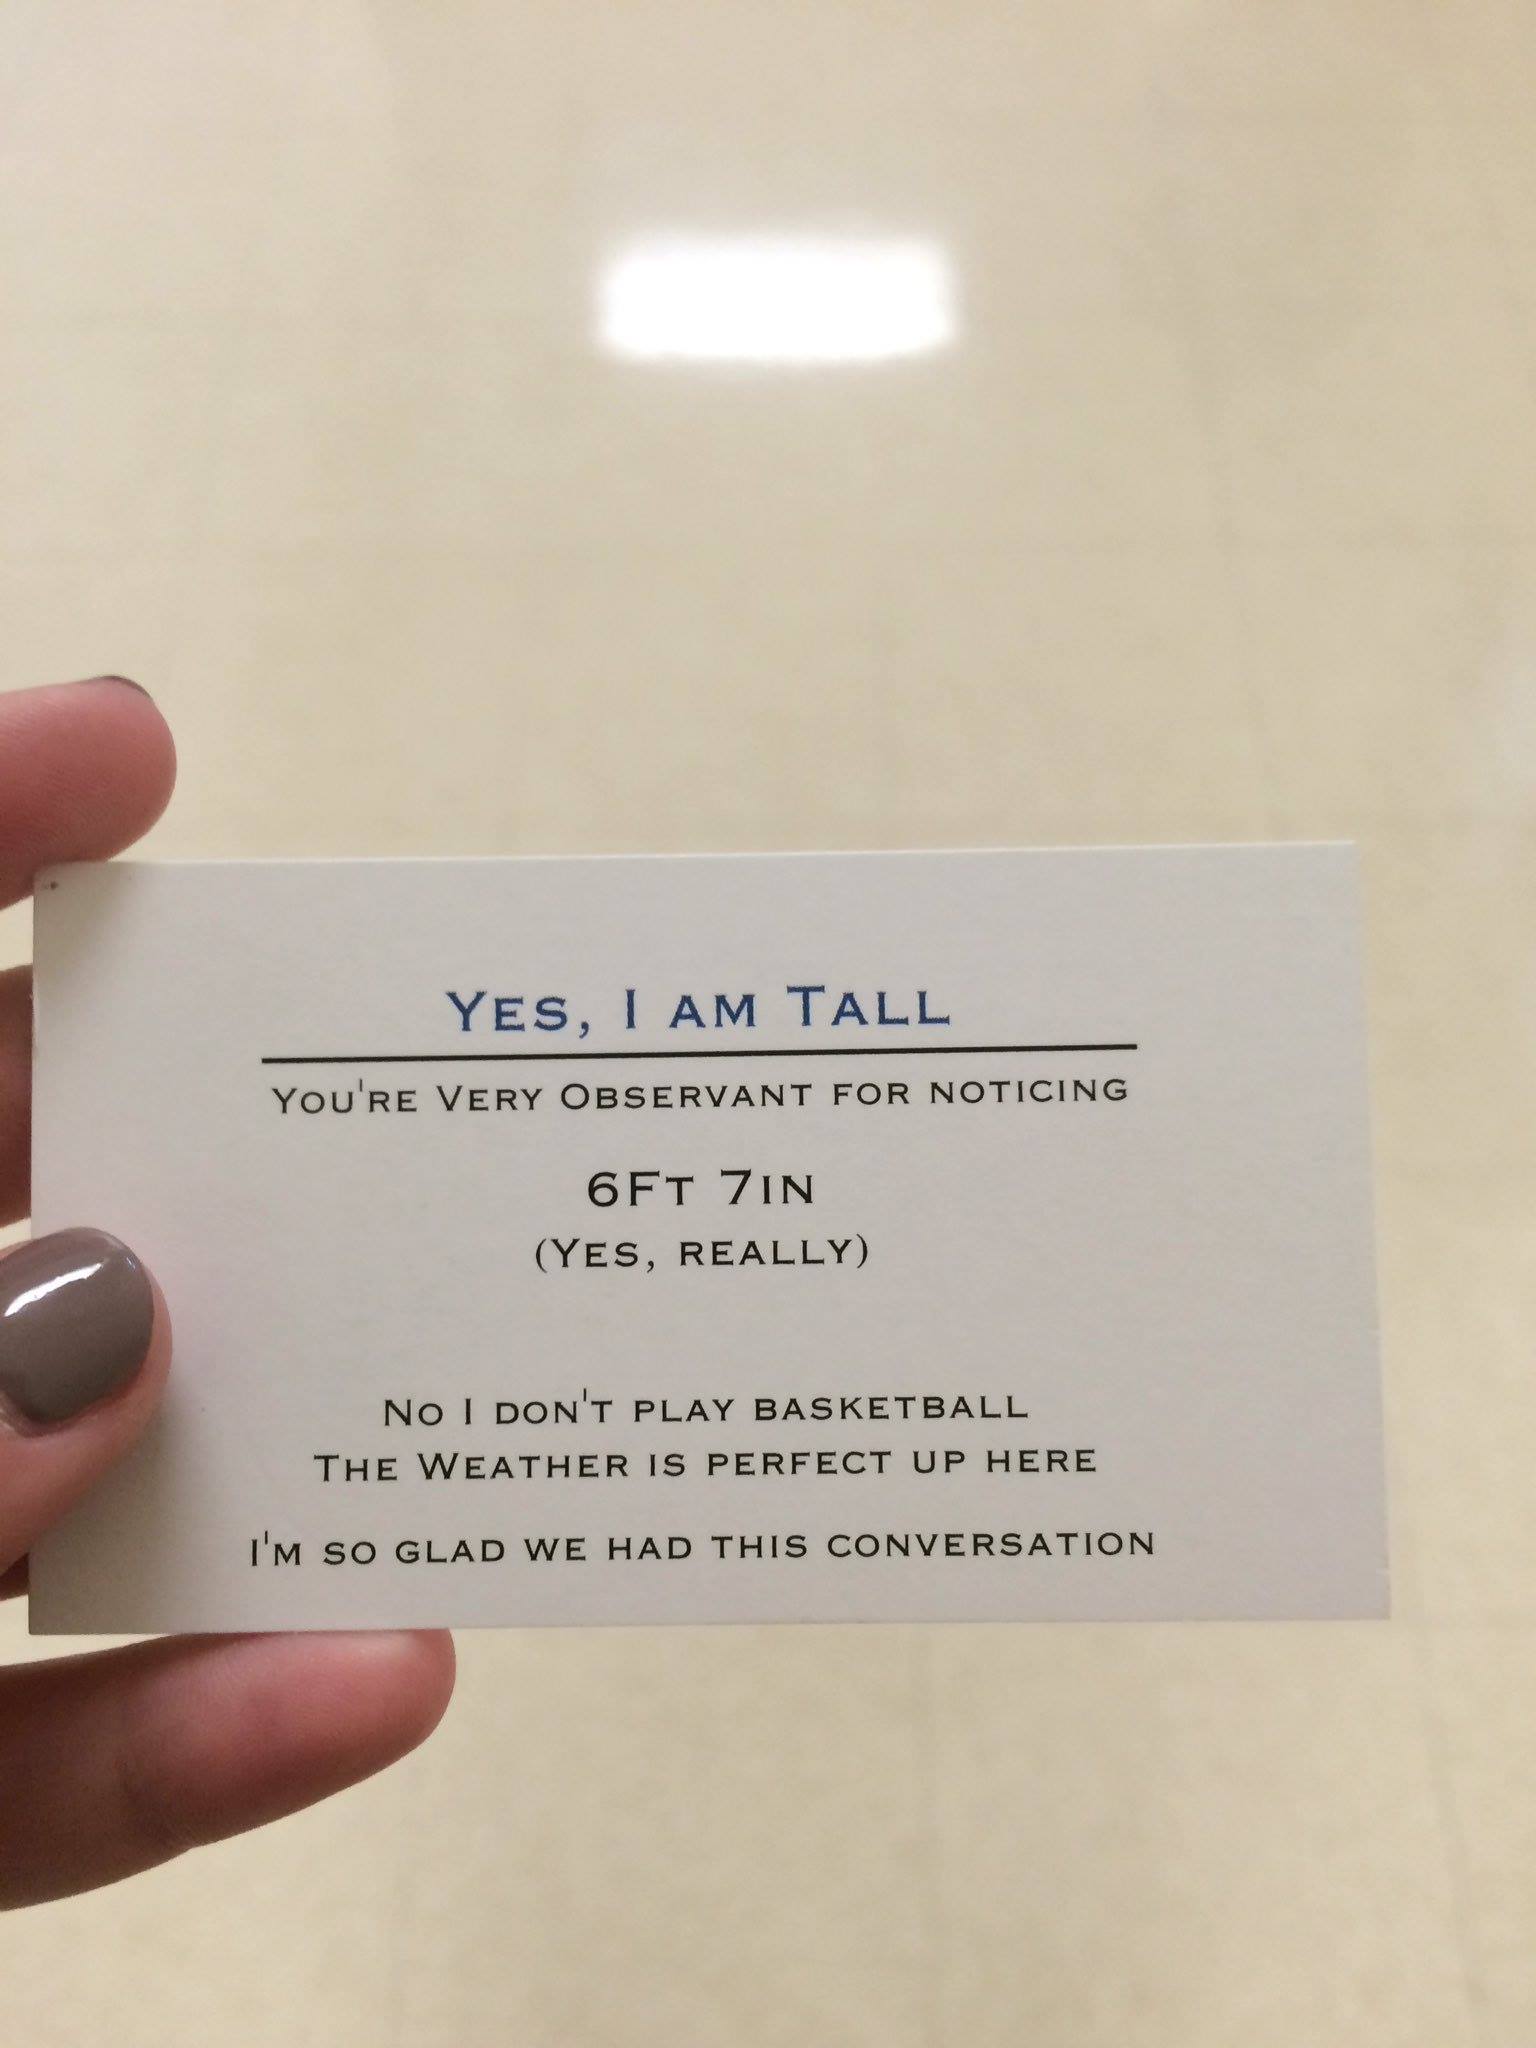 Yes, I am Tall
You're Very Observant for noticing
6Ft 7in
(Yes, really)
No I don't play basketball
The Weather is perfect up here
I'm so glad we had this conversation